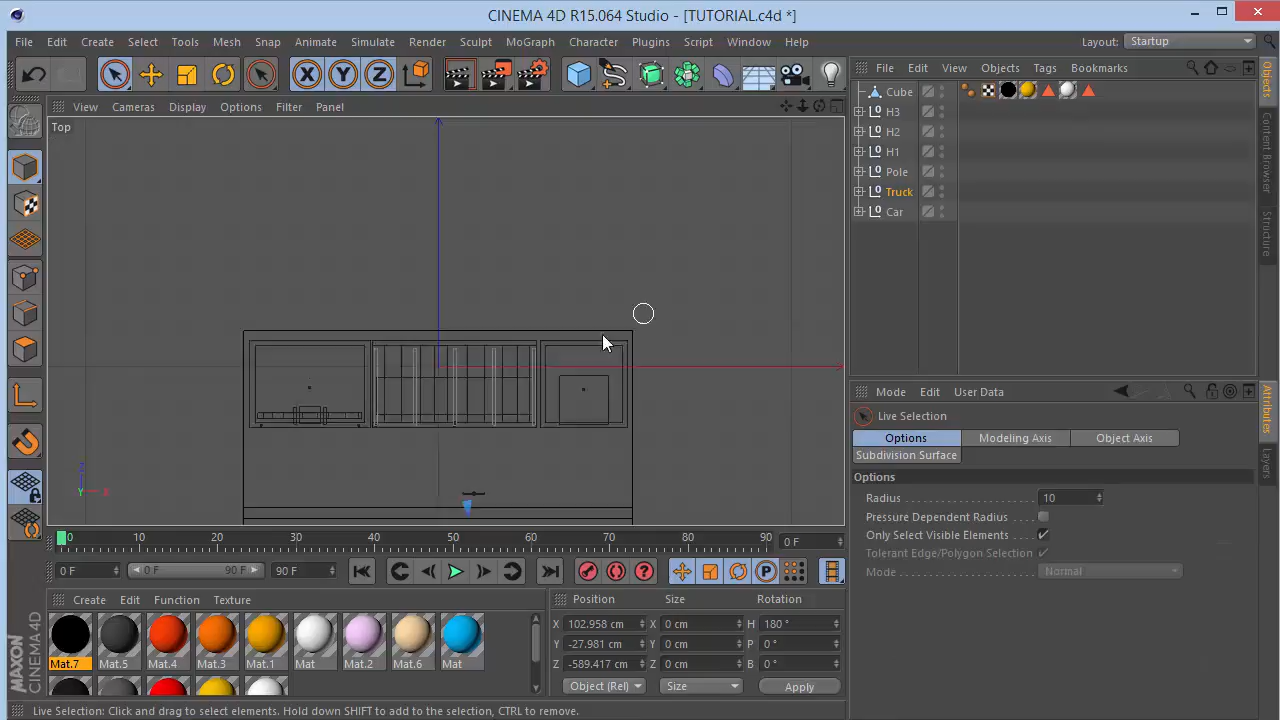 CINEMA 4D R15.064 Studio - [TUTORIAL.c4d *]
File Edit Create Select Tools Mesh Snap Animate Simulate Render Sculpt MoGraph Character Plugins Script Window Help
Layout: Startup
X Y Z
File Edit View Objects Tags Bookmarks
View Cameras Display Options Filter Panel
Top
Cube
H3
H2
H1
Pole
Truck
Car
Objects
Content Browser
Structure
Mode Edit User Data
Live Selection
Options Modeling Axis Object Axis
Subdivision Surface
Options
Radius 10
Pressure Dependent Radius
Only Select Visible Elements
Tolerant Edge/Polygon Selection
Mode Normal
Attributes
Layers
Z
Y X
0 10 20 30 40 50 60 70 80 90 0 F
0 F 0 F 90 F 90 F
Create Edit Function Texture
Mat.7 Mat.5 Mat.4 Mat.3 Mat.1 Mat Mat.2 Mat.6 Mat
Position Size Rotation
X 102.958 cm X 0 cm H 180 °
Y -27.981 cm Y 0 cm P 0 °
Z -589.417 cm Z 0 cm B 0 °
Object (Rel) Size Apply
MAXON
CINEMA 4D
Live Selection: Click and drag to select elements. Hold down SHIFT to add to the selection, CTRL to remove.